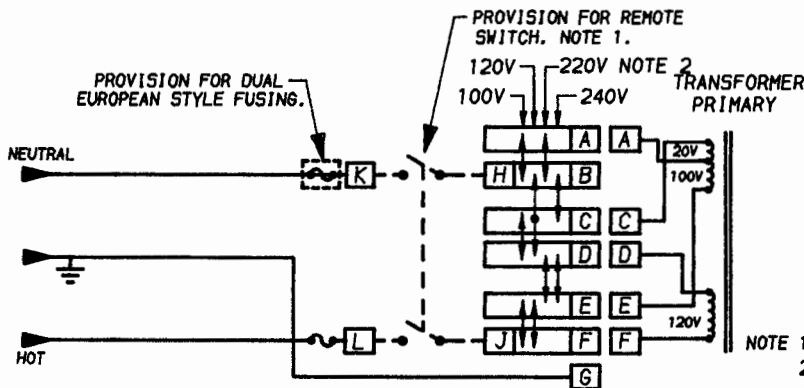 PROVISION FOR REMOTE
SWITCH. NOTE 1.
PROVISION FOR DUAL
EUROPEAN STYLE FUSING.
120V
220V NOTE 2
100V
240V
TRANSFORMER
PRIMARY
A
A
20V
NEUTRAL
K
H
B
100V
C
C
D
D
E
E
120V
HOT
L
J
F
F
G
NOTE 1
2